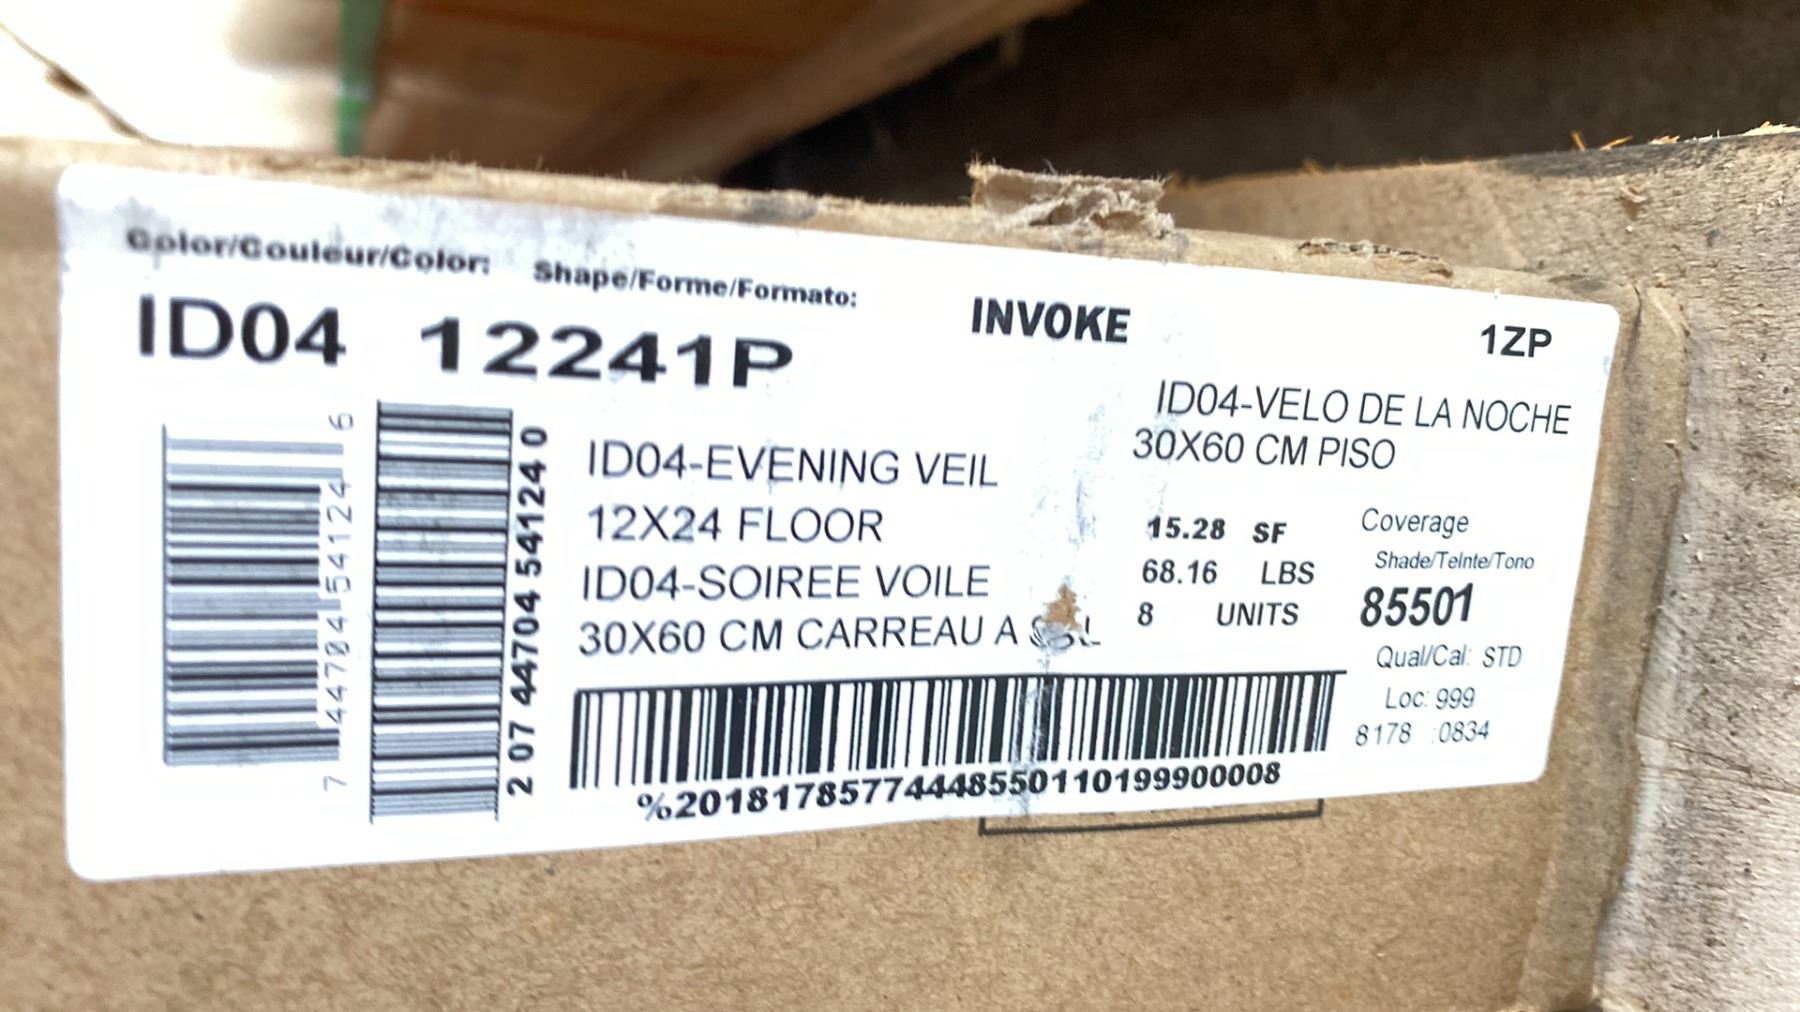 Color/Couleur/Color: Shape/Forme/Formato:
ID04 12241P
INVOKE
1ZP
ID04-VELO DE LA NOCHE
30X60 CM PISO
ID04-EVENING VEIL
12X24 FLOOR
ID04-SOIREE VOILE
30X60 CM CARREAU A
15.28 SF
68.16 LBS
8 UNITS
Coverage
Shade/Teinte/Tono
85501
Qual/Cal: STD
Loc: 999
8178 :0834
7 44704 54124 6
2 07 44704 54124 0
%20181785774448550110199900008